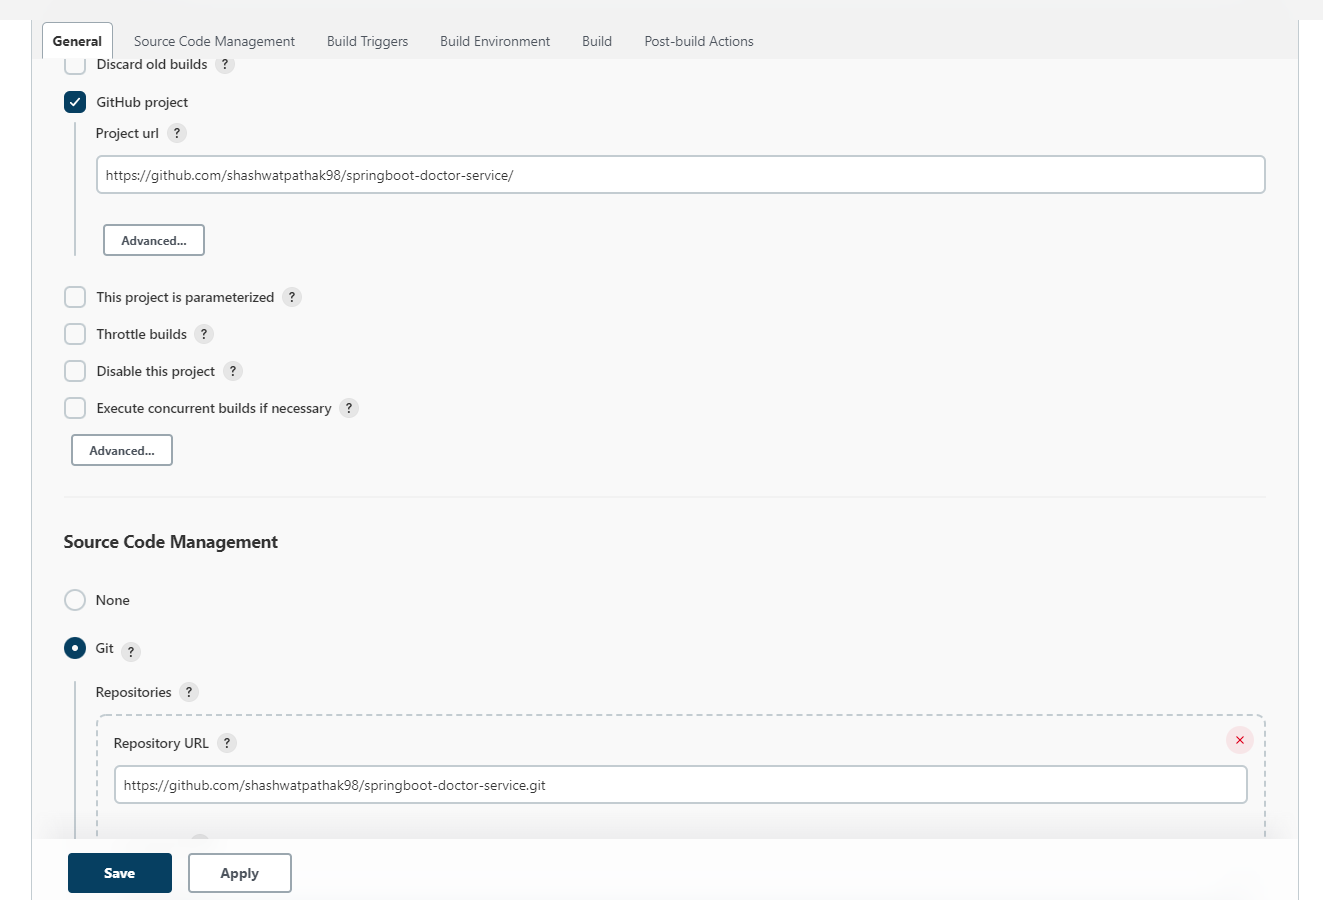 General Source Code Management Build Triggers Build Environment Build Post-build Actions
Discard old builds ?
GitHub project
Project url ?
https://github.com/shashwatpathak98/springboot-doctor-service/
Advanced...
This project is parameterized ?
Throttle builds ?
Disable this project ?
Execute concurrent builds if necessary ?
Advanced...
Source Code Management
None
Git ?
Repositories ?
Repository URL ?
https://github.com/shashwatpathak98/springboot-doctor-service.git
Save Apply